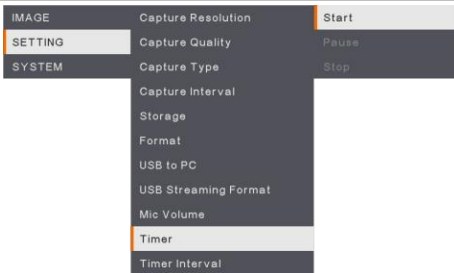 IMAGE
SETTING
SYSTEM
Capture Resolution
Capture Quality
Capture Type
Capture Interval
Storage
Format
USB to PC
USB Streaming Format
Mic Volume
Timer
Timer Interval
Start
Pause
Stop